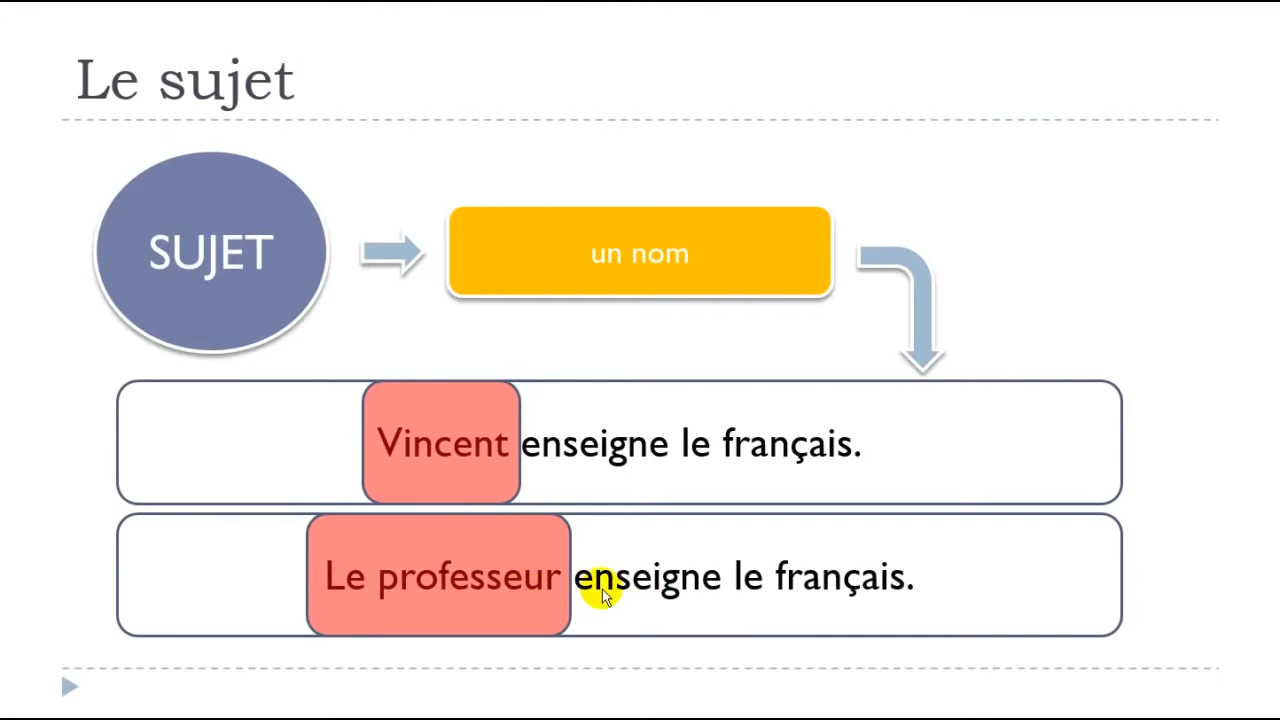 Le sujet
SUJET
un nom
Vincent enseigne le français.
Le professeur enseigne le français.